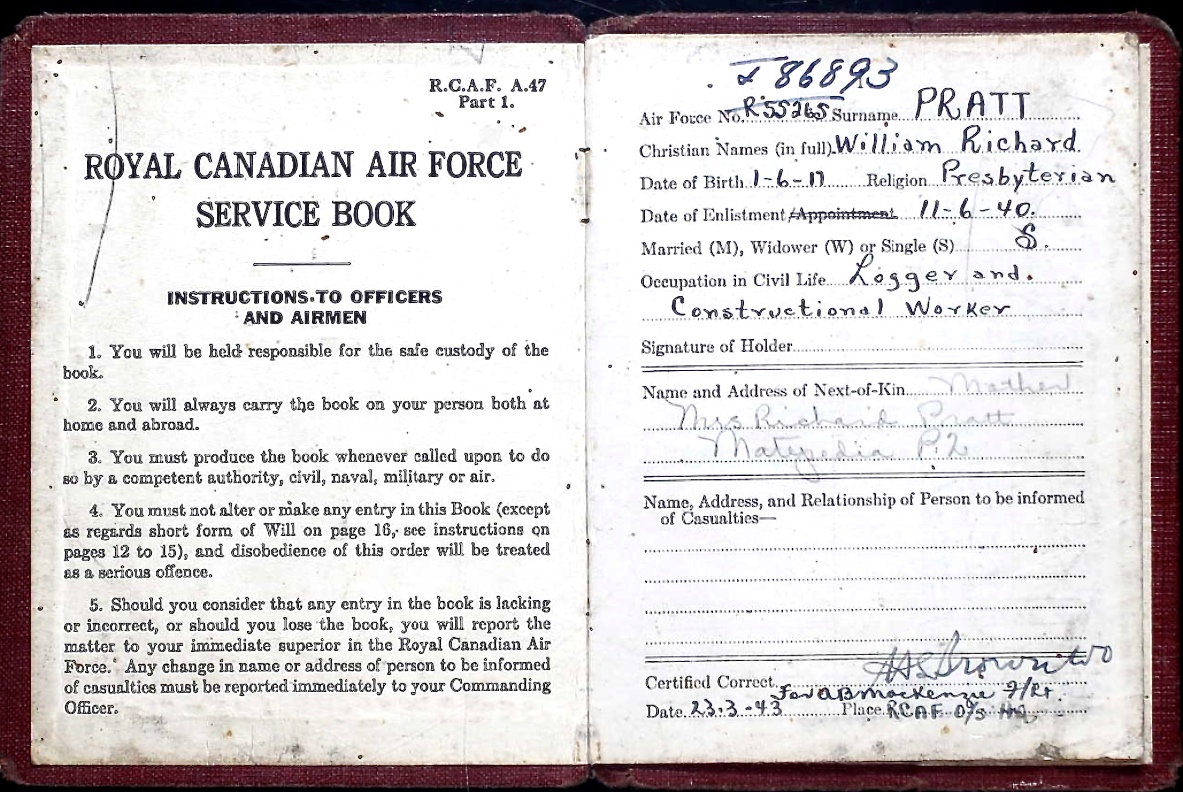 R.C.A.F. A.47
Part 1.
ROYAL CANADIAN AIR FORCE
SERVICE BOOK
INSTRUCTIONS TO OFFICERS
AND AIRMEN
1. You will be held responsible for the safe custody of the
book.
2. You will always carry the book on your person both at
home and abroad.
3. You must produce the book whenever called upon to do
so by a competent authority, civil, naval, military or air.
4. You must not alter or make any entry in this Book (except
as regards short form of Will on page 16, see instructions on
pages 12 to 15), and disobedience of this order will be treated
as a serious offence.
5. Should you consider that any entry in the book is lacking
or incorrect, or should you lose the book, you will report the
matter to your immediate superior in the Royal Canadian Air
Force. Any change in name or address of person to be informed
of casualties must be reported immediately to your Commanding
Officer.
86893
Air Force No. R55265 Surname PRATT
Christian Names (in full) William Richard
Date of Birth 1-6-17 Religion Presbyterian
Date of Enlistment/Appointment 11-6-40.
Married (M), Widower (W) or Single (S) S.
Occupation in Civil Life Logger and
Constructional Worker
Signature of Holder
Name and Address of Next-of-Kin Mother
Mrs Richard Pratt
Matepedia P.Q.
Name, Address, and Relationship of Person to be informed
of Casualties—
Certified Correct
for MacKenzie F/Lt.
Date 23-3-43 Place RCAF O/S HQ